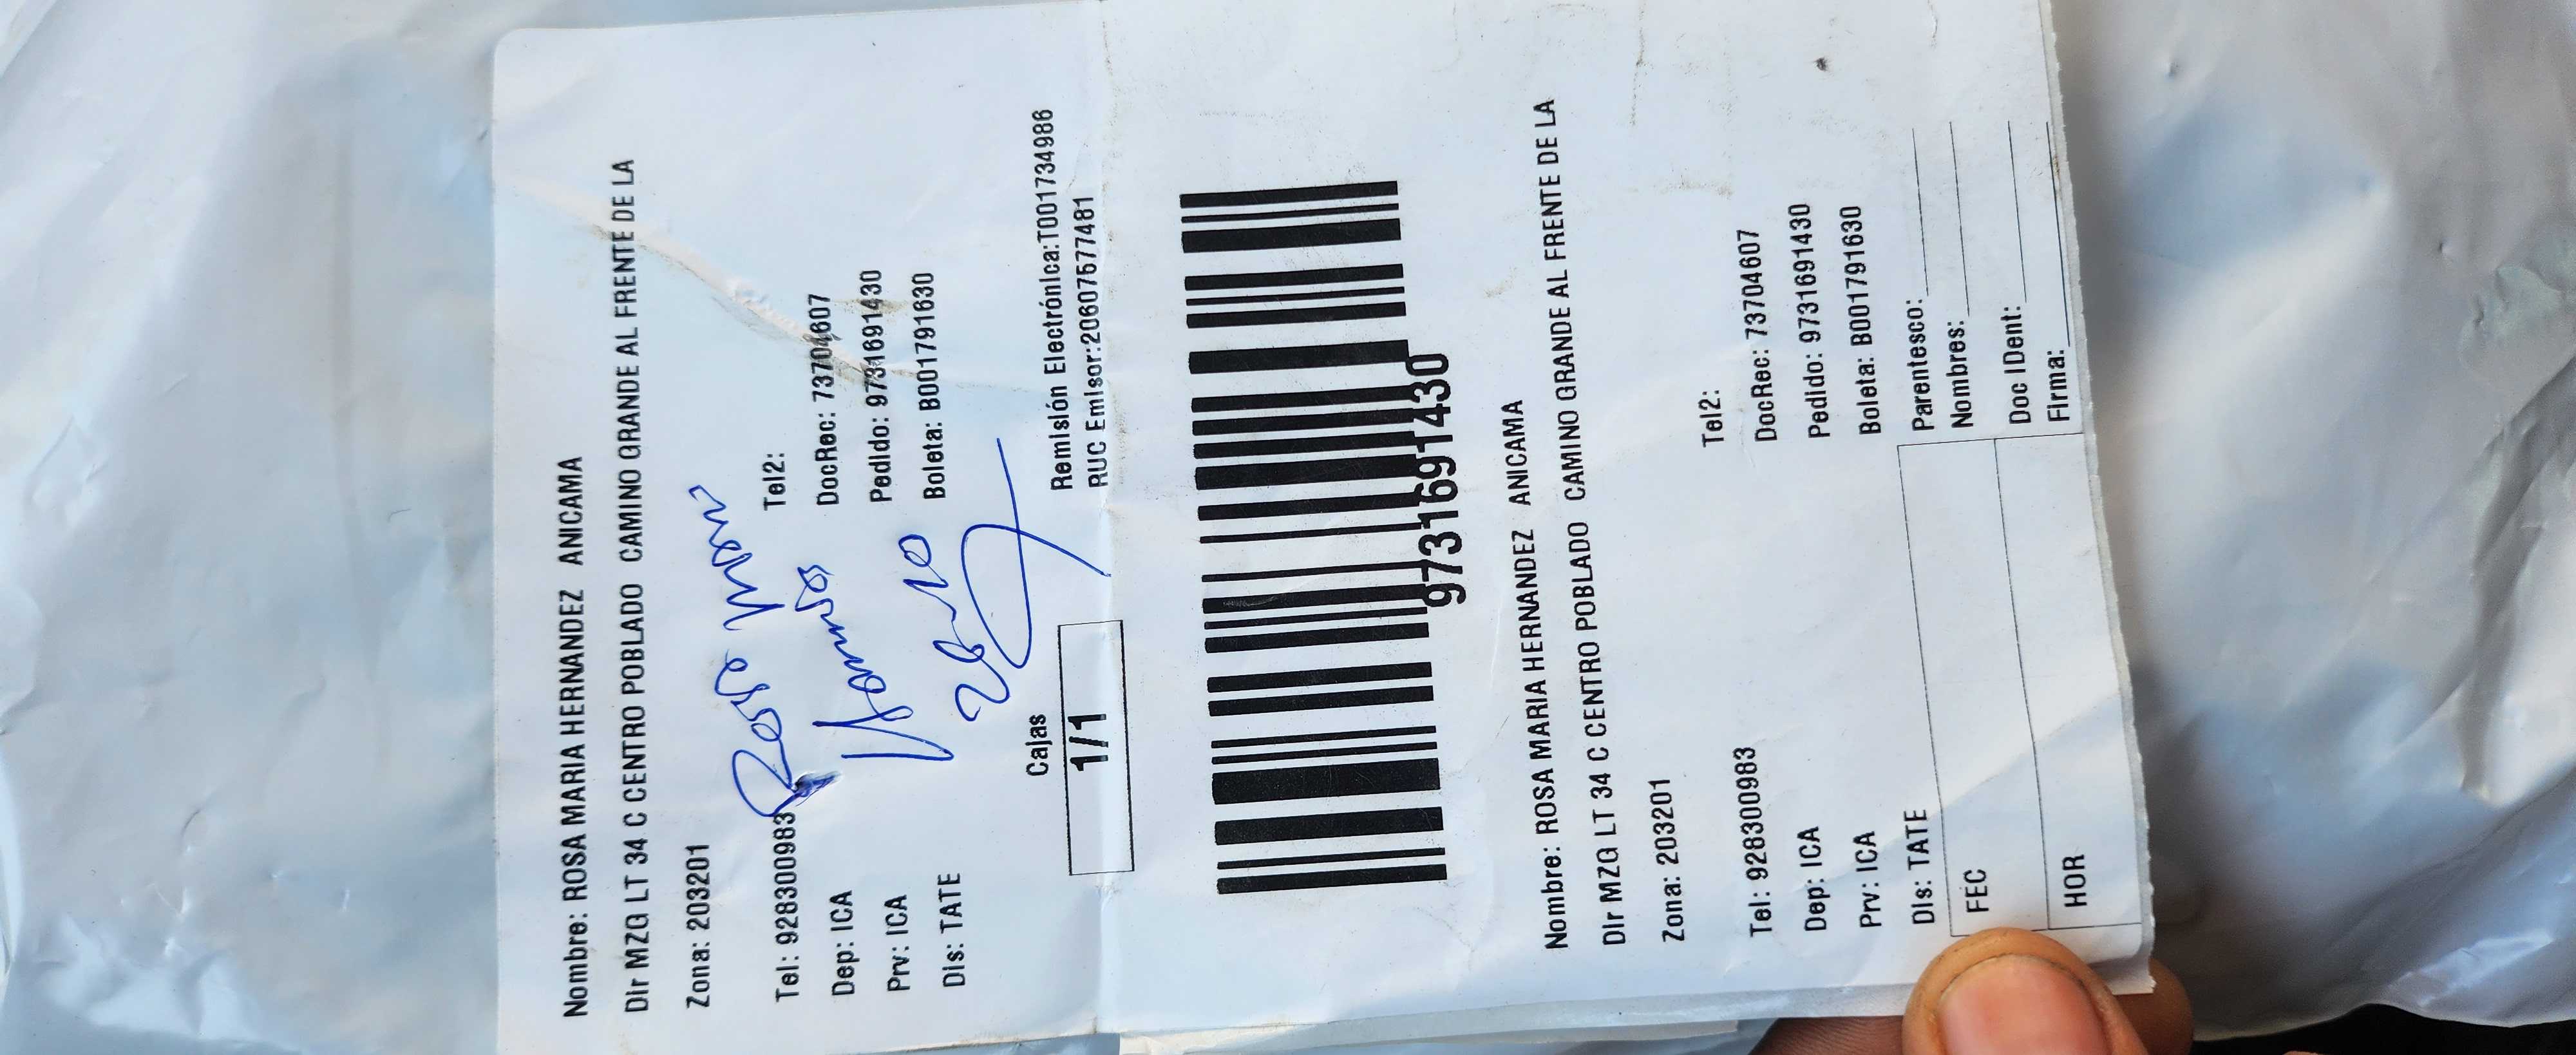 Nombre: ROSA MARIA HERNANDEZ ANICAMA
Dir MZG LT 34 C CENTRO POBLADO CAMINO GRANDE AL FRENTE DE LA
Zona: 203201
Rosa Maria
Tel: 928300983 Tel2:
Dep: ICA DocRec: 73704607
Prv: ICA Pedido: 9731691430
Dis: TATE Boleta: B001791630
Cajas
1/1
Remisión Electrónica:T001734986
RUC Emisor:20607577481
9731691430
Nombre: ROSA MARIA HERNANDEZ ANICAMA
Dir MZG LT 34 C CENTRO POBLADO CAMINO GRANDE AL FRENTE DE LA
Zona: 203201
Tel: 928300983 Tel2:
Dep: ICA DocRec: 73704607
Prv: ICA Pedido: 9731691430
Dis: TATE Boleta: B001791630
FEC
HOR
Parentesco:
Nombres:
Doc IDent:
Firma: